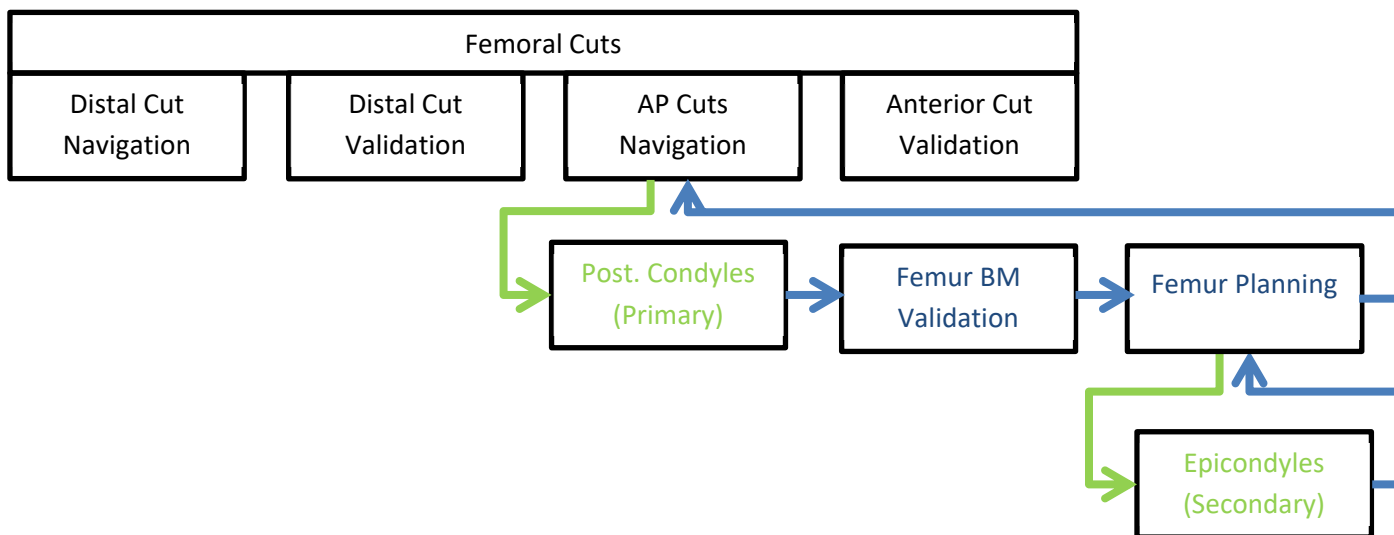 Femoral Cuts
Distal Cut
Navigation
Distal Cut
Validation
AP Cuts
Navigation
Anterior Cut
Validation
Post. Condyles
(Primary)
Femur BM
Validation
Femur Planning
Epicondyles
(Secondary)